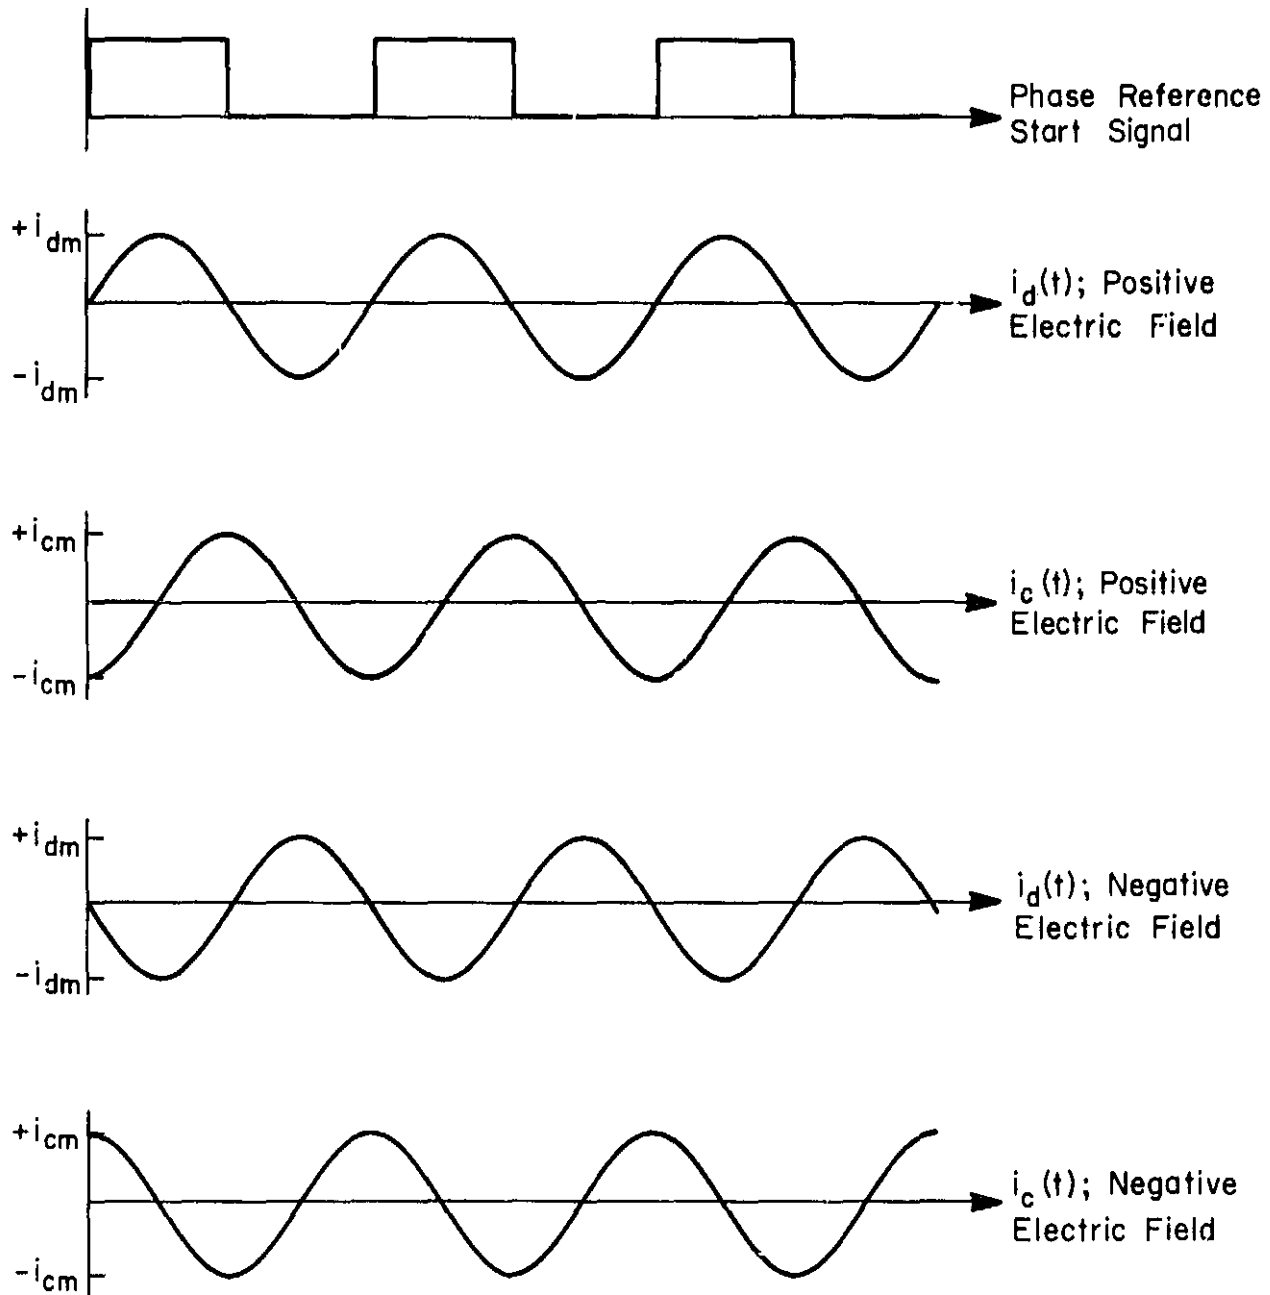 Phase Reference
Start Signal
+i_dm
i_d(t); Positive
Electric Field
-i_dm
+i_cm
i_c(t); Positive
Electric Field
-i_cm
+i_dm
i_d(t); Negative
Electric Field
-i_dm
+i_cm
i_c(t); Negative
Electric Field
-i_cm